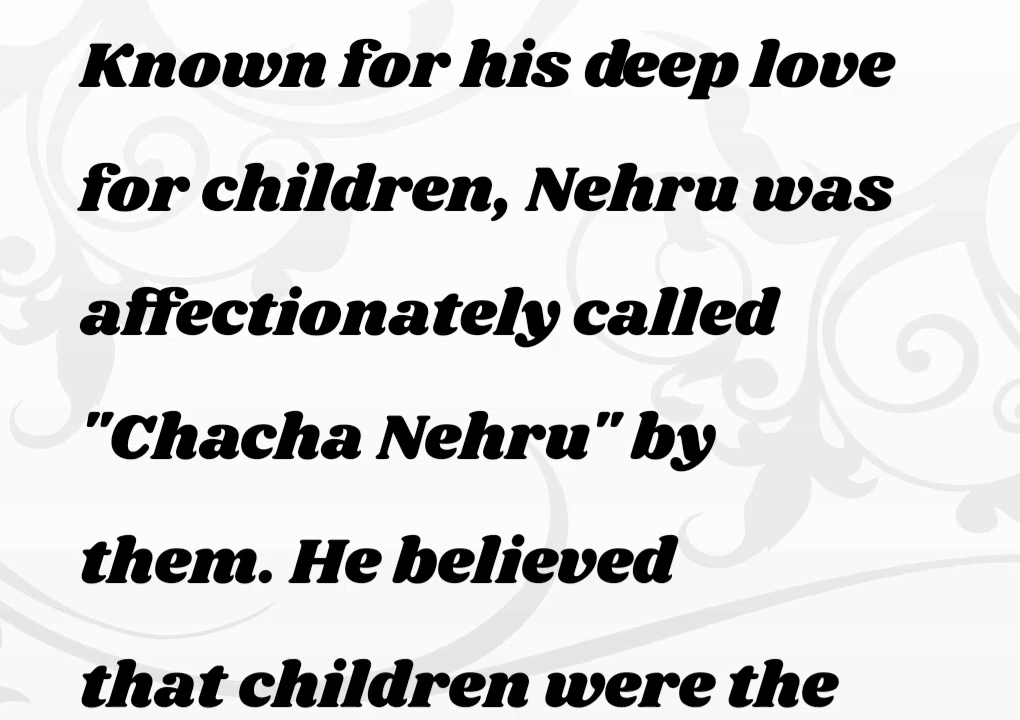 Known for his deep love
for children, Nehru was
affectionately called
"Chacha Nehru" by
them. He believed
that children were the